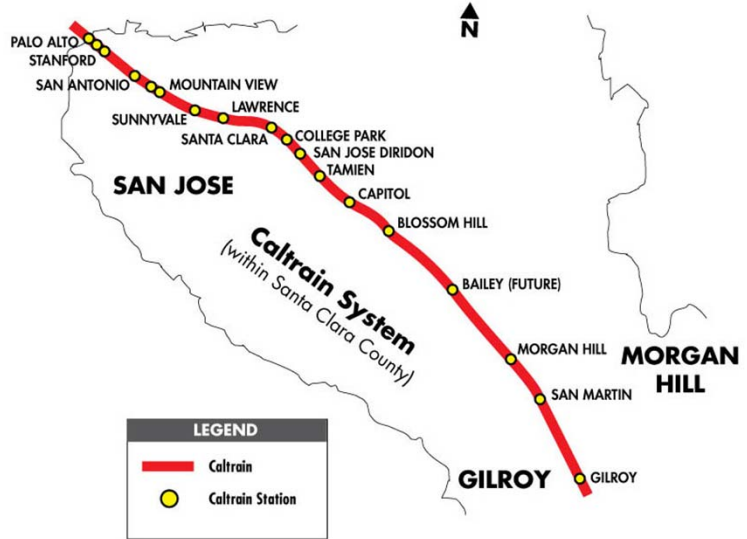 N
PALO ALTO
STANFORD
SAN ANTONIO
MOUNTAIN VIEW
SUNNYVALE
LAWRENCE
SANTA CLARA
COLLEGE PARK
SAN JOSE DIRIDON
TAMIEN
CAPITOL
BLOSSOM HILL
BAILEY (FUTURE)
MORGAN HILL
SAN MARTIN
GILROY
SAN JOSE
Caltrain System
(within Santa Clara County)
MORGAN
HILL
GILROY
LEGEND
Caltrain
Caltrain Station